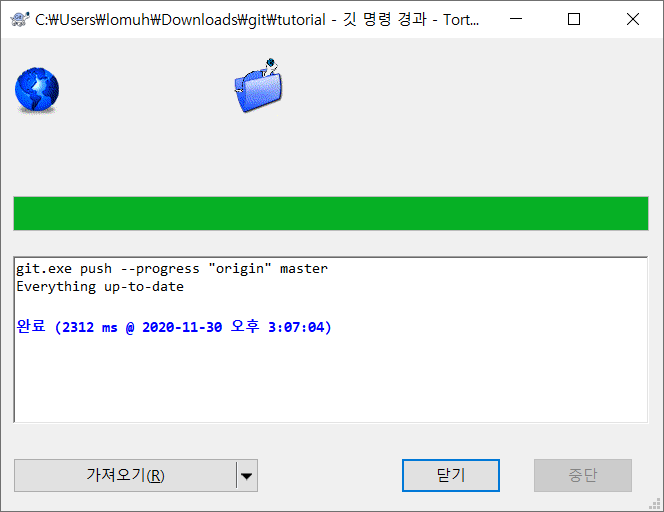 C:₩Users₩lomuh₩Downloads₩git₩tutorial - 깃 명령 경과 - Tort...
git.exe push --progress "origin" master
Everything up-to-date
완료 (2312 ms @ 2020-11-30 오후 3:07:04)
가져오기(R)
닫기
중단